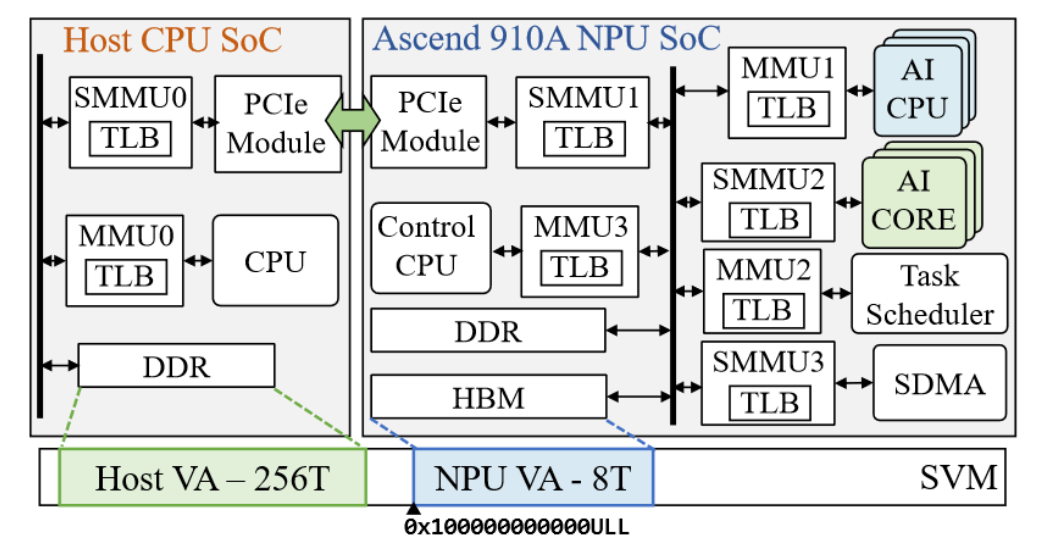 Host CPU SoC
SMMU0
TLB
PCIe
Module
MMU0
TLB
CPU
DDR
Ascend 910A NPU SoC
PCIe
Module
SMMU1
TLB
Control
CPU
MMU3
TLB
DDR
HBM
MMU1
TLB
AI
CPU
SMMU2
TLB
AI
CORE
MMU2
TLB
Task
Scheduler
SMMU3
TLB
SDMA
Host VA – 256T
NPU VA - 8T
SVM
0x100000000000ULL